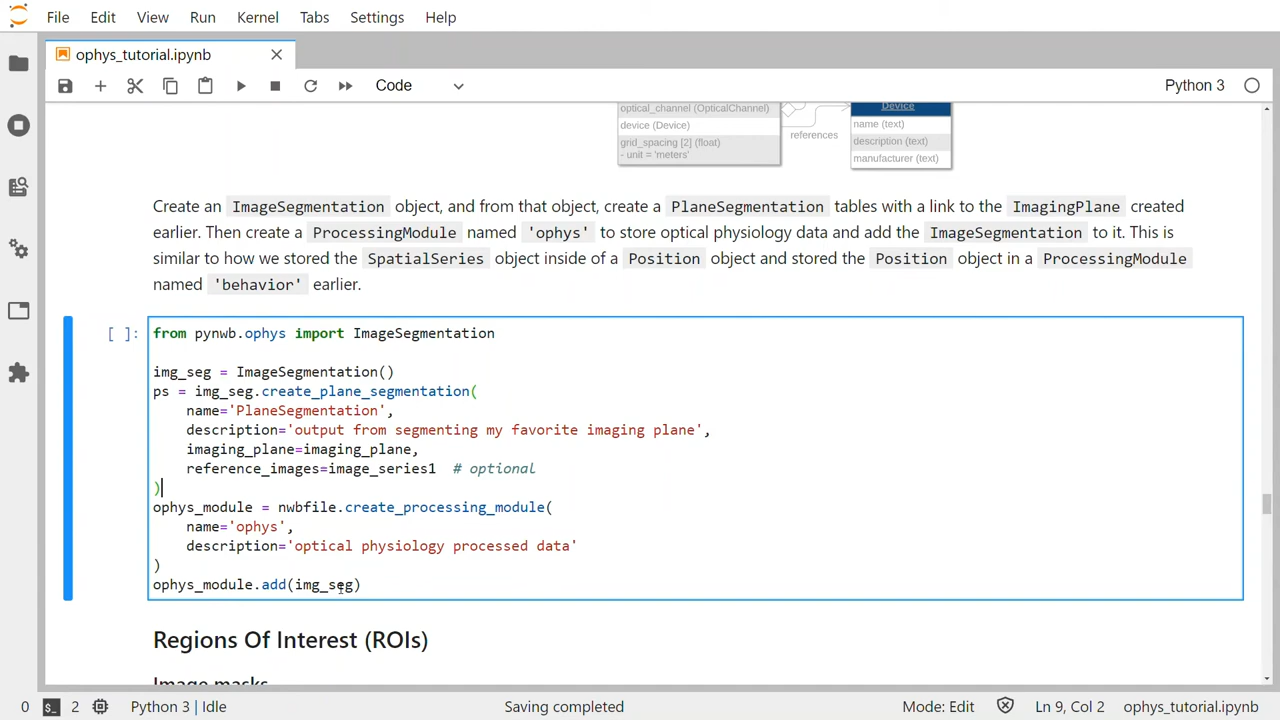 File Edit View Run Kernel Tabs Settings Help
ophys_tutorial.ipynb
Code
Python 3
optical_channel (OpticalChannel)
device (Device)
grid_spacing [2] (float)
- unit = 'meters'
references
Device
name (text)
description (text)
manufacturer (text)
Create an ImageSegmentation object, and from that object, create a PlaneSegmentation tables with a link to the ImagingPlane created
earlier. Then create a ProcessingModule named 'ophys' to store optical physiology data and add the ImageSegmentation to it. This is
similar to how we stored the SpatialSeries object inside of a Position object and stored the Position object in a ProcessingModule
named 'behavior' earlier.
[ ]:
from pynwb.ophys import ImageSegmentation
img_seg = ImageSegmentation()
ps = img_seg.create_plane_segmentation(
name='PlaneSegmentation',
description='output from segmenting my favorite imaging plane',
imaging_plane=imaging_plane,
reference_images=image_series1  # optional
)
ophys_module = nwbfile.create_processing_module(
name='ophys',
description='optical physiology processed data'
)
ophys_module.add(img_seg)
Regions Of Interest (ROIs)
Image masks
0 2 Python 3 | Idle Saving completed Mode: Edit Ln 9, Col 2 ophys_tutorial.ipynb